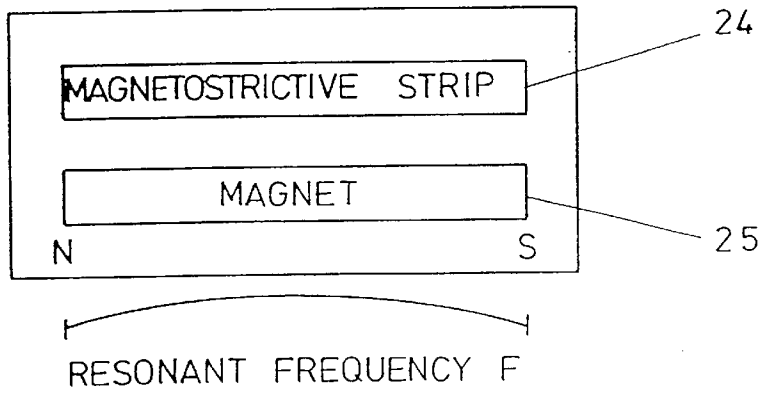 24
MAGNETOSTRICTIVE STRIP
MAGNET
N S
25
RESONANT FREQUENCY F